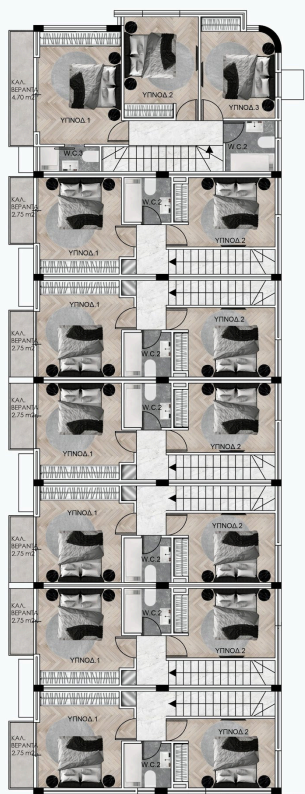 ΚΑΛ.
ΒΕΡΑΝΤΑ
4.70 m2
ΥΠΝΟΔ.1
ΥΠΝΟΔ.2
ΥΠΝΟΔ.3
W.C.3
W.C.2
ΚΑΛ.
ΒΕΡΑΝΤΑ
2.75 m2
W.C.2
ΥΠΝΟΔ.1
ΥΠΝΟΔ.2
ΥΠΝΟΔ.1
ΥΠΝΟΔ.2
ΚΑΛ.
ΒΕΡΑΝΤΑ
2.75 m2
W.C.2
ΚΑΛ.
ΒΕΡΑΝΤΑ
2.75 m2
W.C.2
ΥΠΝΟΔ.1
ΥΠΝΟΔ.2
ΥΠΝΟΔ.1
ΥΠΝΟΔ.2
ΚΑΛ.
ΒΕΡΑΝΤΑ
2.75 m2
W.C.2
ΚΑΛ.
ΒΕΡΑΝΤΑ
2.75 m2
W.C.2
ΥΠΝΟΔ.1
ΥΠΝΟΔ.2
ΥΠΝΟΔ.1
ΥΠΝΟΔ.2
ΚΑΛ.
ΒΕΡΑΝΤΑ
2.75 m2
W.C.2